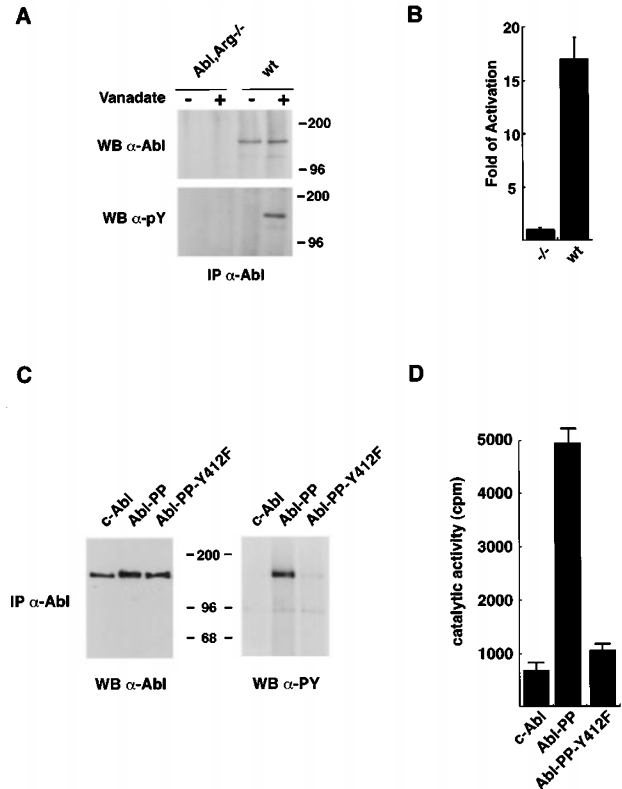 A
Abl,Arg-/-
wt
Vanadate - + - +
WB α-Abl
-200
-96
WB α-pY
-200
-96
IP α-Abl
B
Fold of Activation
20
15
10
5
-/-
wt
C
c-Abl
Abl-PP
Abl-PP-Y412F
c-Abl
Abl-PP
Abl-PP-Y412F
IP α-Abl
-200-
- 96 -
- 68 -
WB α-Abl
WB α-PY
D
catalytic activity (cpm)
5000
4000
3000
2000
1000
c-Abl
Abl-PP
Abl-PP-Y412F